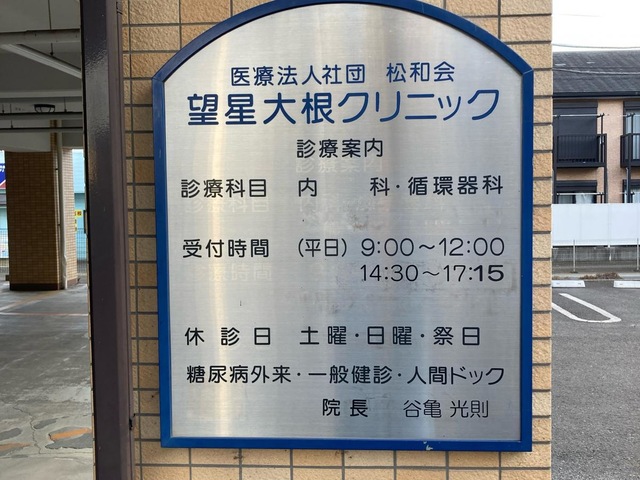 医療法人社団 松和会
望星大根クリニック
診療案内
診療科目 内 科・循環器科
受付時間 (平日) 9:00～12:00
14:30～17:15
休診日 土曜・日曜・祭日
糖尿病外来・一般健診・人間ドック
院長 谷亀 光則